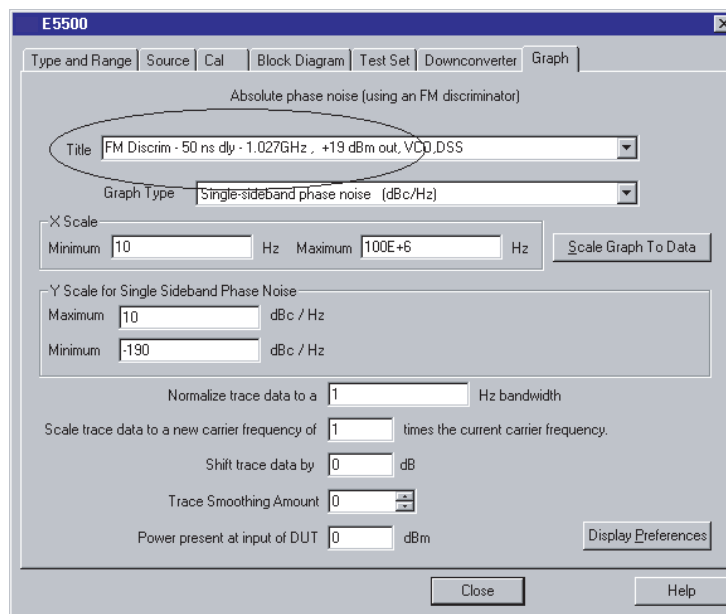 E5500
Type and Range Source Cal Block Diagram Test Set Downconverter Graph
Absolute phase noise (using an FM discriminator)
Title FM Discrim - 50 ns dly - 1.027GHz , +19 dBm out, VCO,DSS
Graph Type Single-sideband phase noise (dBc/Hz)
X Scale
Minimum 10 Hz Maximum 100E+6 Hz Scale Graph To Data
Y Scale for Single Sideband Phase Noise
Maximum 10 dBc / Hz
Minimum -190 dBc / Hz
Normalize trace data to a 1 Hz bandwidth
Scale trace data to a new carrier frequency of 1 times the current carrier frequency.
Shift trace data by 0 dB
Trace Smoothing Amount 0
Power present at input of DUT 0 dBm Display Preferences
Close Help